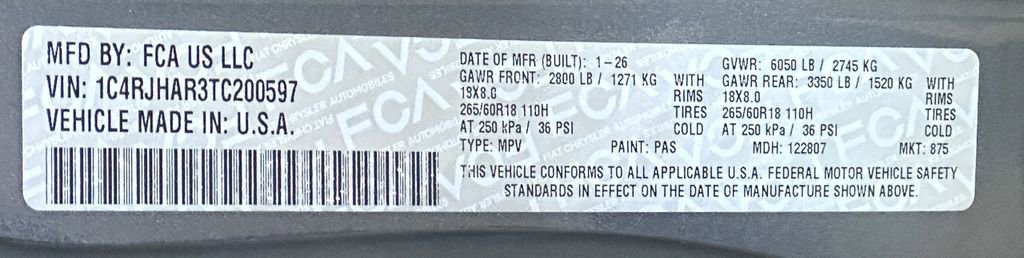 MFD BY: FCA US LLC
VIN: 1C4RJHAR3TC200597
VEHICLE MADE IN: U.S.A.
DATE OF MFR (BUILT): 1-26 GVWR: 6050 LB / 2745 KG
GAWR FRONT: 2800 LB / 1271 KG WITH GAWR REAR: 3350 LB / 1520 KG WITH
18X8.0 RIMS 18X8.0 RIMS
265/60R18 110H TIRES 265/60R18 110H TIRES
AT 250 kPa / 36 PSI COLD AT 250 kPa / 36 PSI COLD
TYPE: MPV PAINT: PAS MDH: 122807 MKT: 875
THIS VEHICLE CONFORMS TO ALL APPLICABLE U.S.A. FEDERAL MOTOR VEHICLE SAFETY
STANDARDS IN EFFECT ON THE DATE OF MANUFACTURE SHOWN ABOVE.